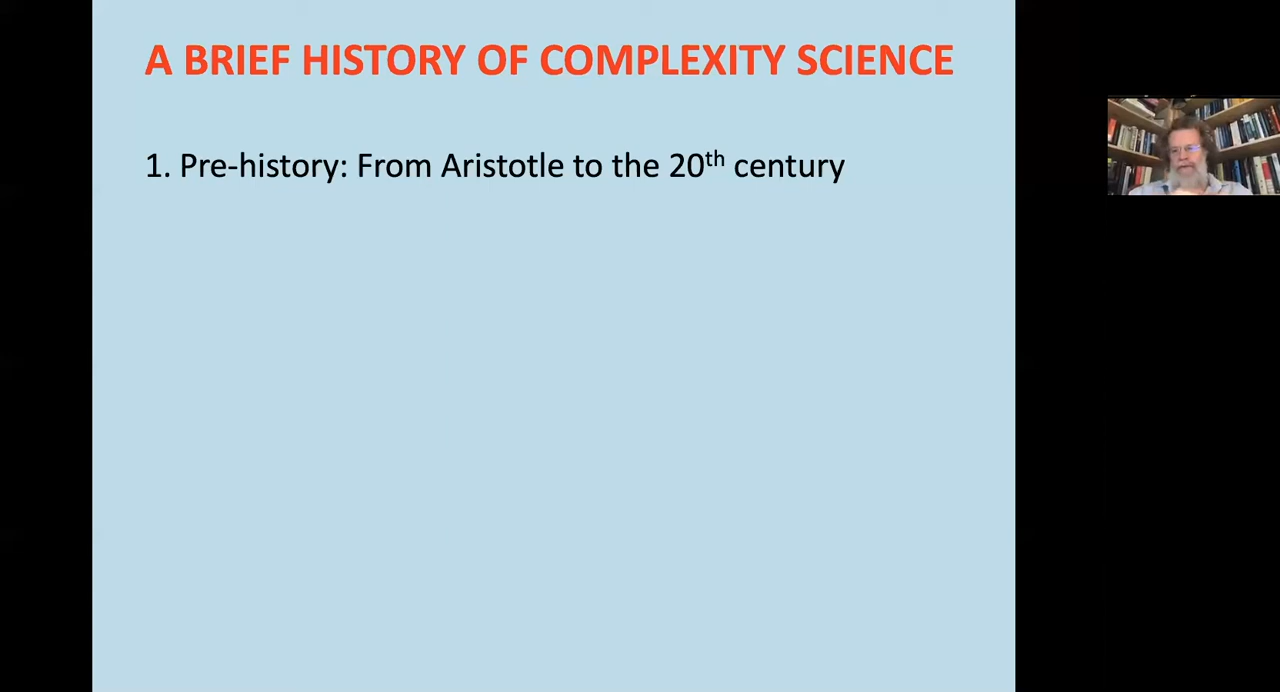 A BRIEF HISTORY OF COMPLEXITY SCIENCE
1. Pre-history: From Aristotle to the 20th century